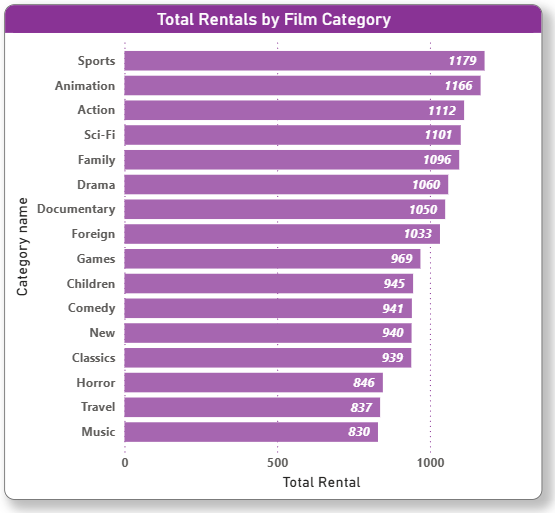 Total Rentals by Film Category
Category name
Sports 1179
Animation 1166
Action 1112
Sci-Fi 1101
Family 1096
Drama 1060
Documentary 1050
Foreign 1033
Games 969
Children 945
Comedy 941
New 940
Classics 939
Horror 846
Travel 837
Music 830
0 500 1000
Total Rental